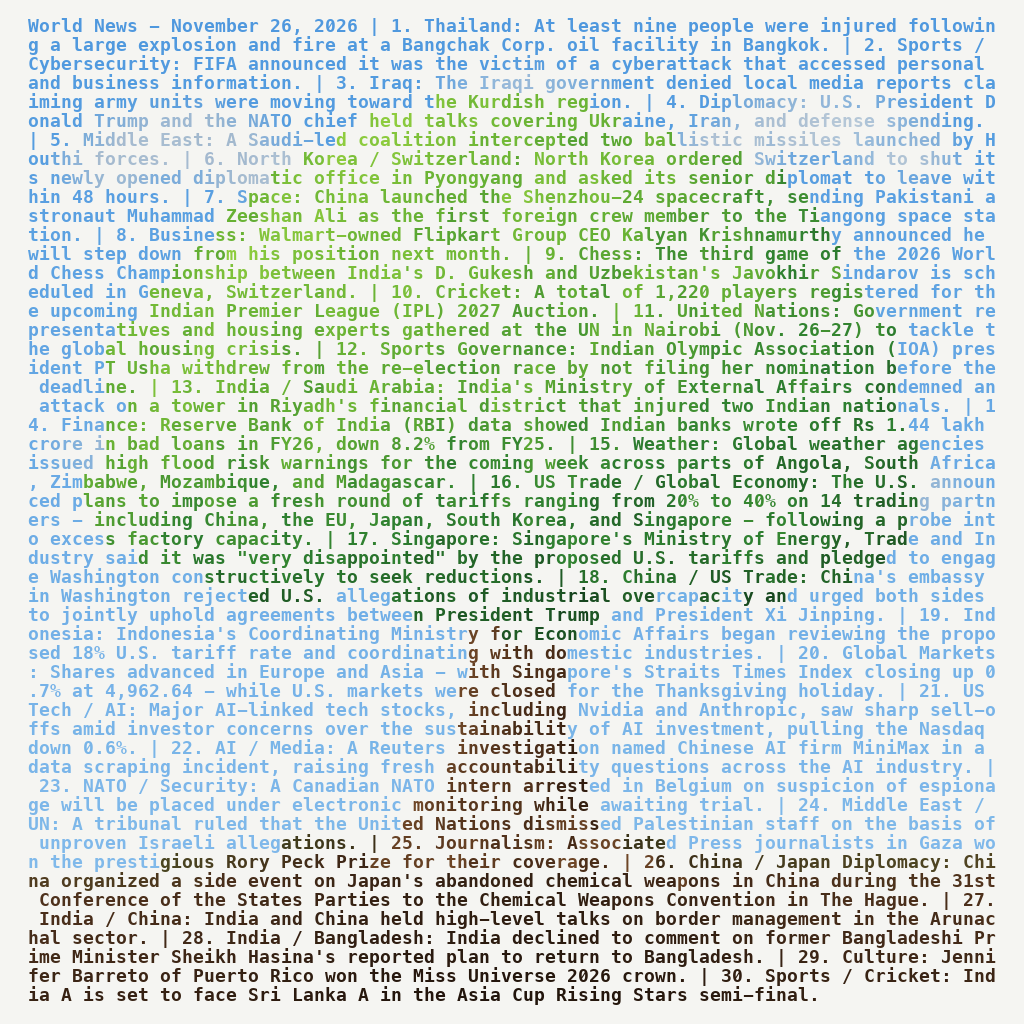 World News – November 26, 2026 | 1. Thailand: At least nine people were injured followin
g a large explosion and fire at a Bangchak Corp. oil facility in Bangkok. | 2. Sports /
Cybersecurity: FIFA announced it was the victim of a cyberattack that accessed personal
and business information. | 3. Iraq: The Iraqi government denied local media reports cla
iming army units were moving toward the Kurdish region. | 4. Diplomacy: U.S. President D
onald Trump and the NATO chief held talks covering Ukraine, Iran, and defense spending.
| 5. Middle East: A Saudi–led coalition intercepted two ballistic missiles launched by H
outhi forces. | 6. North Korea / Switzerland: North Korea ordered Switzerland to shut it
s newly opened diplomatic office in Pyongyang and asked its senior diplomat to leave wit
hin 48 hours. | 7. Space: China launched the Shenzhou–24 spacecraft, sending Pakistani a
stronaut Muhammad Zeeshan Ali as the first foreign crew member to the Tiangong space sta
tion. | 8. Business: Walmart–owned Flipkart Group CEO Kalyan Krishnamurthy announced he
will step down from his position next month. | 9. Chess: The third game of the 2026 Worl
d Chess Championship between India's D. Gukesh and Uzbekistan's Javokhir Sindarov is sch
eduled in Geneva, Switzerland. | 10. Cricket: A total of 1,220 players registered for th
e upcoming Indian Premier League (IPL) 2027 Auction. | 11. United Nations: Government re
presentatives and housing experts gathered at the UN in Nairobi (Nov. 26–27) to tackle t
he global housing crisis. | 12. Sports Governance: Indian Olympic Association (IOA) pres
ident PT Usha withdrew from the re–election race by not filing her nomination before the
deadline. | 13. India / Saudi Arabia: India's Ministry of External Affairs condemned an
attack on a tower in Riyadh's financial district that injured two Indian nationals. | 1
4. Finance: Reserve Bank of India (RBI) data showed Indian banks wrote off Rs 1.44 lakh
crore in bad loans in FY26, down 8.2% from FY25. | 15. Weather: Global weather agencies
issued high flood risk warnings for the coming week across parts of Angola, South Africa
, Zimbabwe, Mozambique, and Madagascar. | 16. US Trade / Global Economy: The U.S. announ
ced plans to impose a fresh round of tariffs ranging from 20% to 40% on 14 trading partn
ers – including China, the EU, Japan, South Korea, and Singapore – following a probe int
o excess factory capacity. | 17. Singapore: Singapore's Ministry of Energy, Trade and In
dustry said it was "very disappointed" by the proposed U.S. tariffs and pledged to engag
e Washington constructively to seek reductions. | 18. China / US Trade: China's embassy
in Washington rejected U.S. allegations of industrial overcapacity and urged both sides
to jointly uphold agreements between President Trump and President Xi Jinping. | 19. Ind
onesia: Indonesia's Coordinating Ministry for Economic Affairs began reviewing the propo
sed 18% U.S. tariff rate and coordinating with domestic industries. | 20. Global Markets
: Shares advanced in Europe and Asia – with Singapore's Straits Times Index closing up 0
.7% at 4,962.64 – while U.S. markets were closed for the Thanksgiving holiday. | 21. US
Tech / AI: Major AI–linked tech stocks, including Nvidia and Anthropic, saw sharp sell–o
ffs amid investor concerns over the sustainability of AI investment, pulling the Nasdaq
down 0.6%. | 22. AI / Media: A Reuters investigation named Chinese AI firm MiniMax in a
data scraping incident, raising fresh accountability questions across the AI industry. |
23. NATO / Security: A Canadian NATO intern arrested in Belgium on suspicion of espiona
ge will be placed under electronic monitoring while awaiting trial. | 24. Middle East /
UN: A tribunal ruled that the United Nations dismissed Palestinian staff on the basis of
unproven Israeli allegations. | 25. Journalism: Associated Press journalists in Gaza wo
n the prestigious Rory Peck Prize for their coverage. | 26. China / Japan Diplomacy: Chi
na organized a side event on Japan's abandoned chemical weapons in China during the 31st
Conference of the States Parties to the Chemical Weapons Convention in The Hague. | 27.
India / China: India and China held high–level talks on border management in the Arunac
hal sector. | 28. India / Bangladesh: India declined to comment on former Bangladeshi Pr
ime Minister Sheikh Hasina's reported plan to return to Bangladesh. | 29. Culture: Jenni
fer Barreto of Puerto Rico won the Miss Universe 2026 crown. | 30. Sports / Cricket: Ind
ia A is set to face Sri Lanka A in the Asia Cup Rising Stars semi–final.